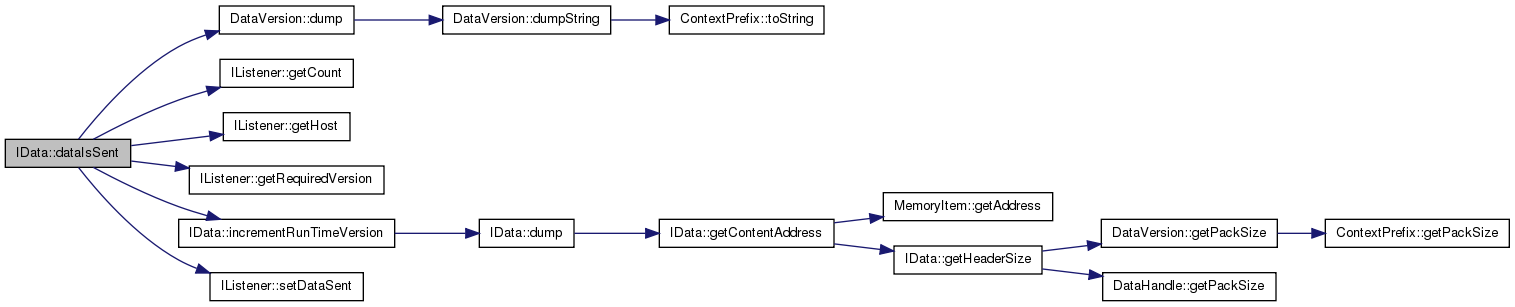 DataVersion::dump
DataVersion::dumpString
ContextPrefix::toString
IListener::getCount
IListener::getHost
IData::dataIsSent
IListener::getRequiredVersion
MemoryItem::getAddress
IData::incrementRunTimeVersion
IData::dump
IData::getContentAddress
DataVersion::getPackSize
ContextPrefix::getPackSize
IData::getHeaderSize
IListener::setDataSent
DataHandle::getPackSize